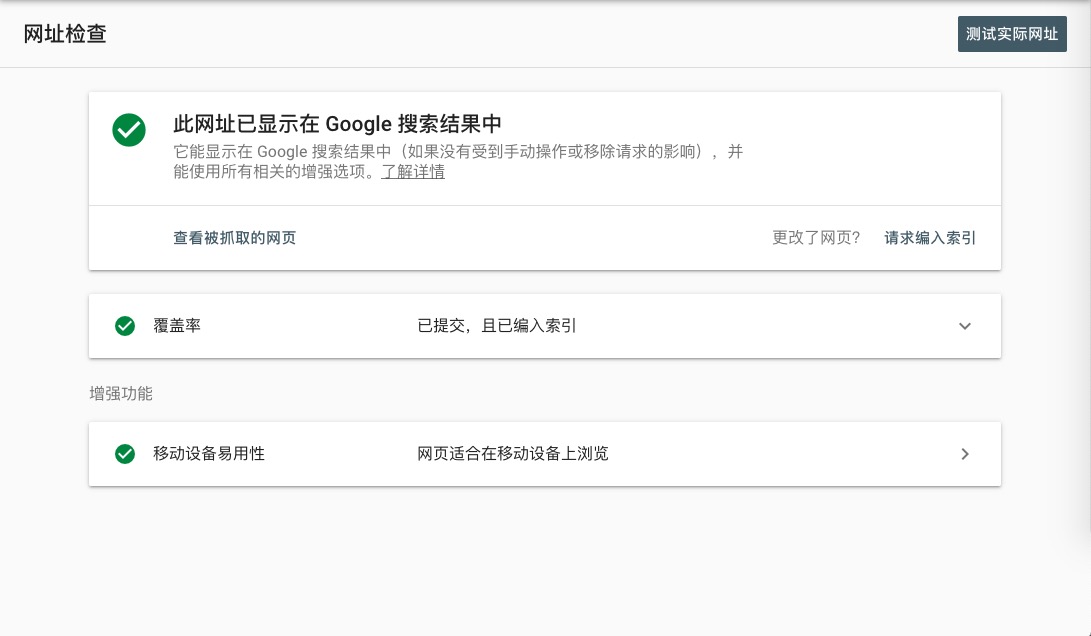 网址检查
测试实际网址
此网址已显示在 Google 搜索结果中
它能显示在 Google 搜索结果中（如果没有受到手动操作或移除请求的影响），并
能使用所有相关的增强选项。了解详情
查看被抓取的网页
更改了网页?
请求编入索引
覆盖率
已提交，且已编入索引
增强功能
移动设备易用性
网页适合在移动设备上浏览